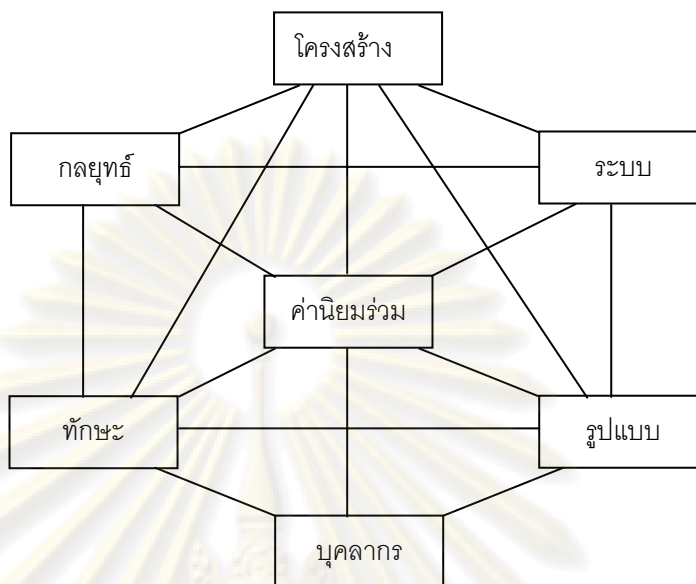 โครงสร้าง
กลยุทธ์
ระบบ
ค่านิยมร่วม
ทักษะ
รูปแบบ
บุคลากร